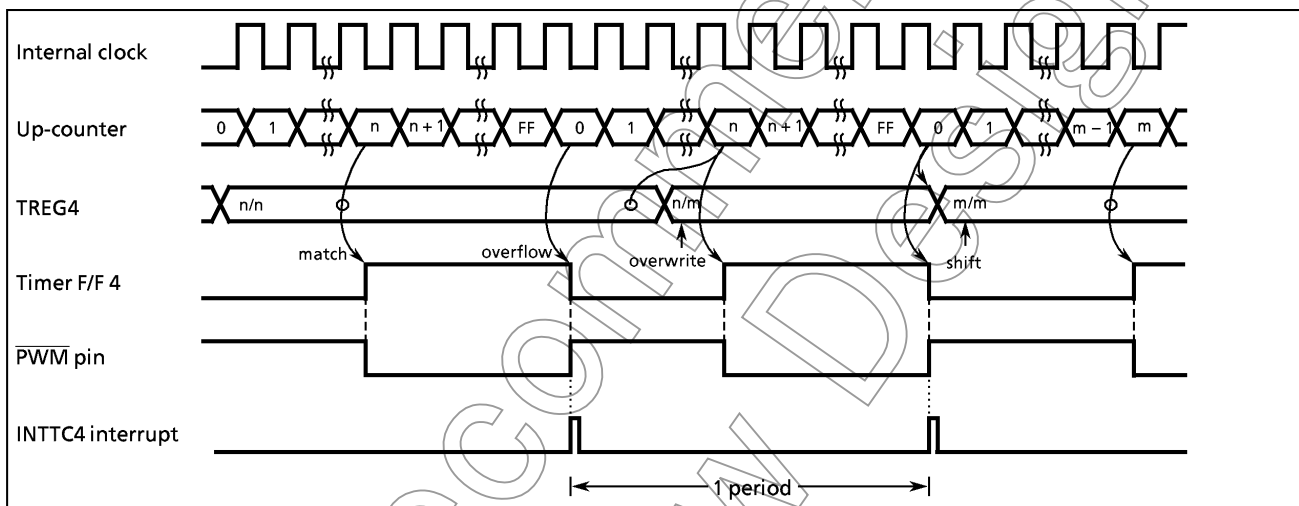 Internal clock
Up-counter
0 1 n n + 1 FF 0 1 n n + 1 FF 0 1 m − 1 m
TREG4
n/n n/m m/m
match overflow overwrite shift
Timer F/F 4
PWM pin
INTTC4 interrupt
1 period